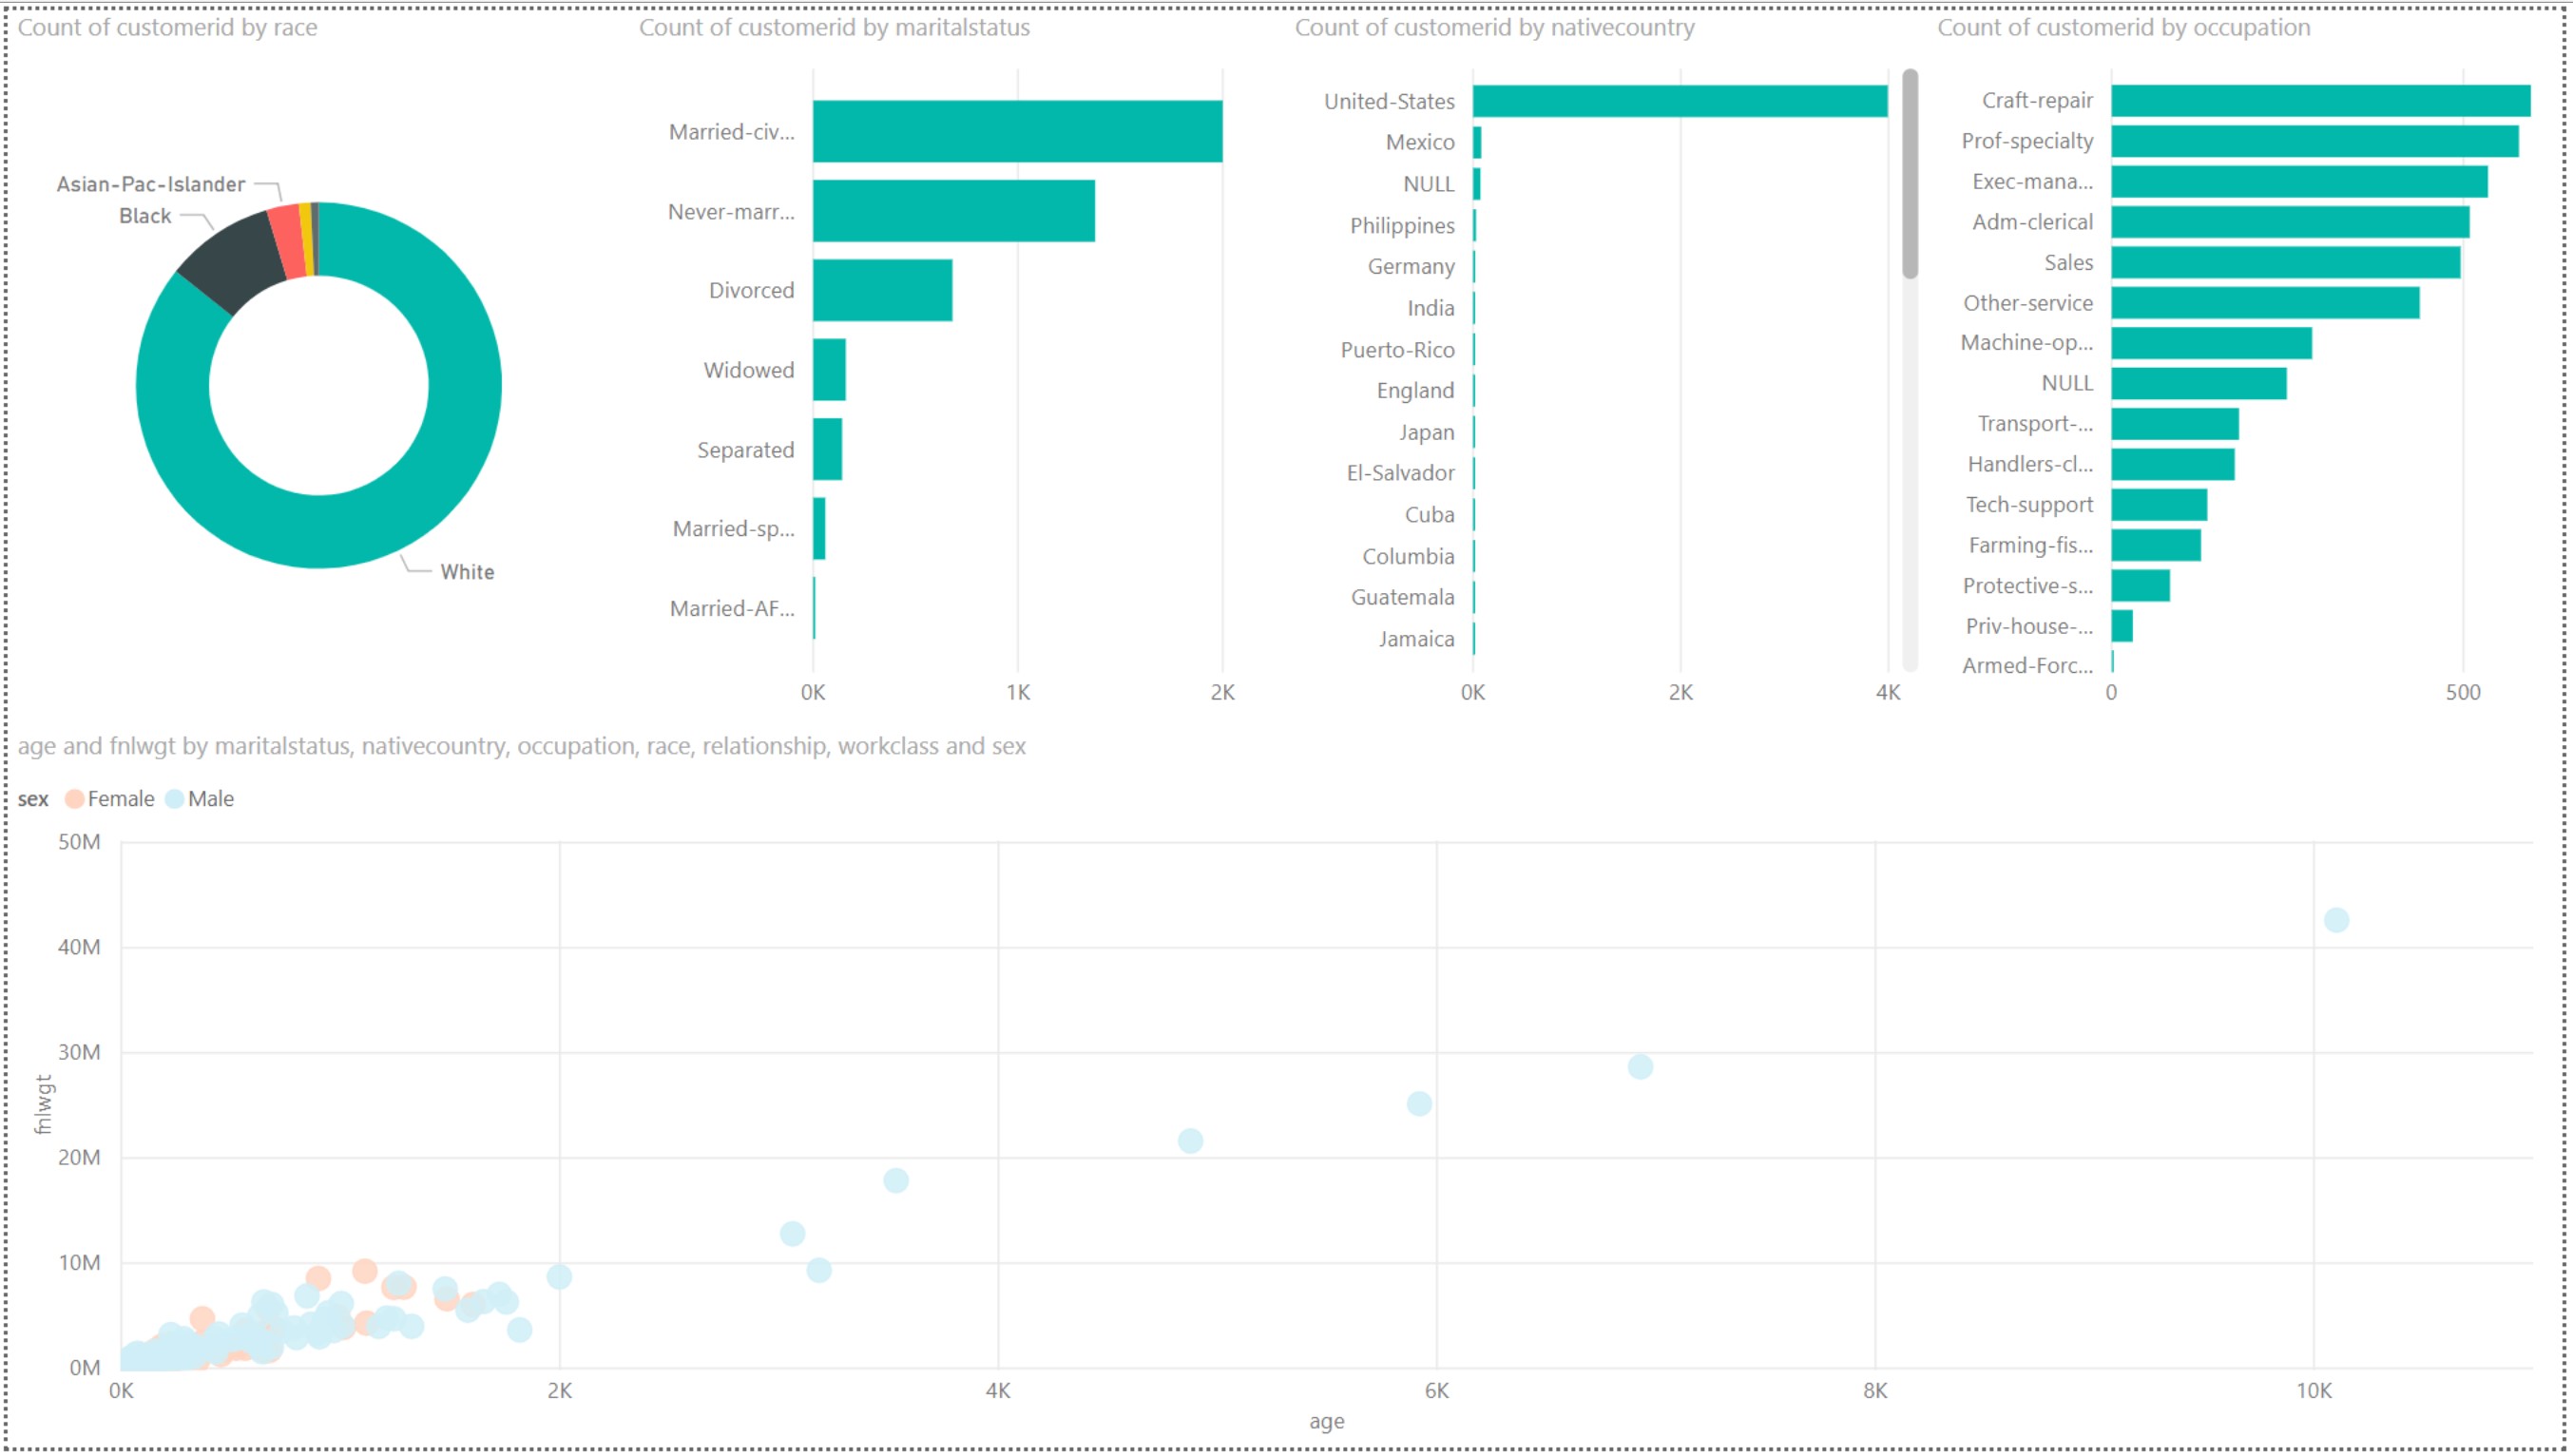 Count of customerid by race
Asian-Pac-Islander
Black
White
Count of customerid by maritalstatus
Married-civ...
Never-marr...
Divorced
Widowed
Separated
Married-sp...
Married-AF...
0K 1K 2K
Count of customerid by nativecountry
United-States
Mexico
NULL
Philippines
Germany
India
Puerto-Rico
England
Japan
El-Salvador
Cuba
Columbia
Guatemala
Jamaica
0K 2K 4K
Count of customerid by occupation
Craft-repair
Prof-specialty
Exec-mana...
Adm-clerical
Sales
Other-service
Machine-op...
NULL
Transport-...
Handlers-cl...
Tech-support
Farming-fis...
Protective-s...
Priv-house-...
Armed-Forc...
0 500
age and fnlwgt by maritalstatus, nativecountry, occupation, race, relationship, workclass and sex
sex Female Male
50M
40M
30M
20M
10M
0M
fnlwgt
0K 2K 4K 6K 8K 10K
age